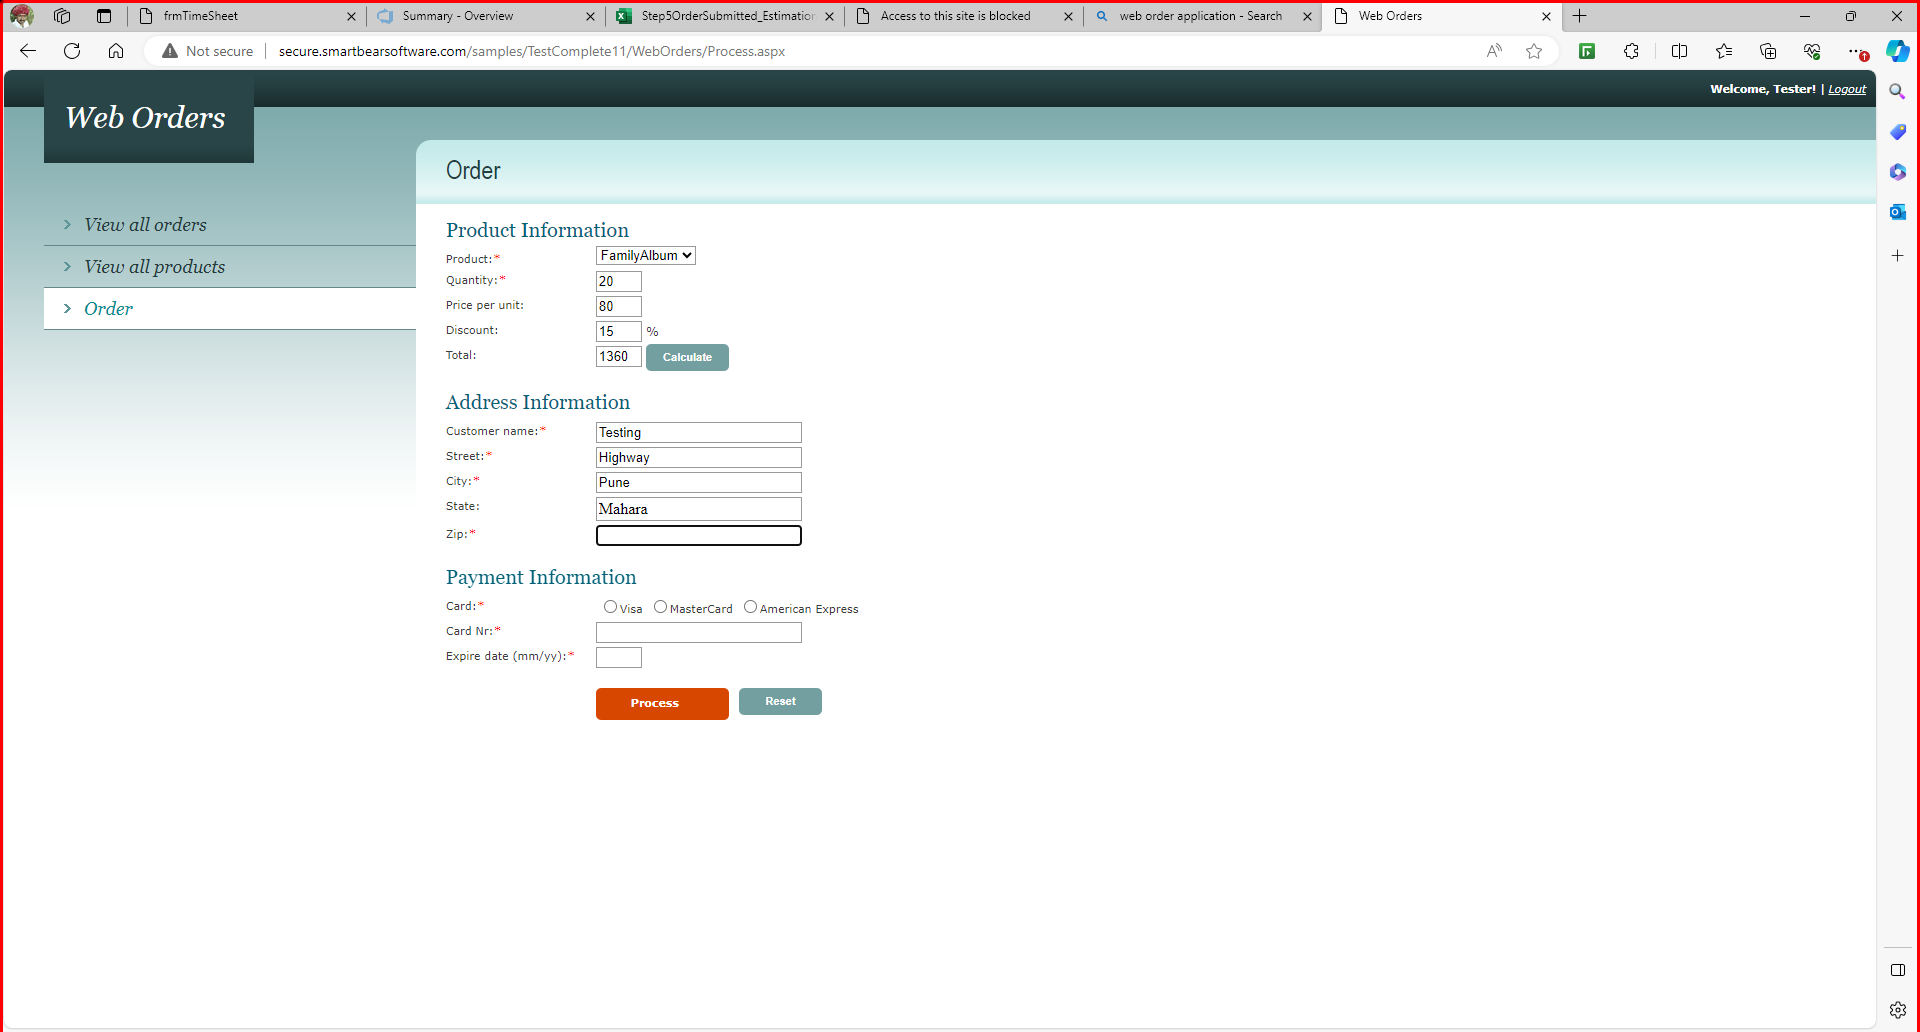 frmTimeSheet
Summary - Overview
Step5OrderSubmitted_Estimation
Access to this site is blocked
web order application - Search
Web Orders
Not secure
secure.smartbearsoftware.com/samples/TestComplete11/WebOrders/Process.aspx
Welcome, Tester! | Logout
Web Orders
View all orders
View all products
Order
Order
Product Information
Product:* FamilyAlbum
Quantity:* 20
Price per unit: 80
Discount: 15 %
Total: 1360 Calculate
Address Information
Customer name:* Testing
Street:* Highway
City:* Pune
State: Mahara
Zip:*
Payment Information
Card:* Visa MasterCard American Express
Card Nr:*
Expire date (mm/yy):*
Process Reset